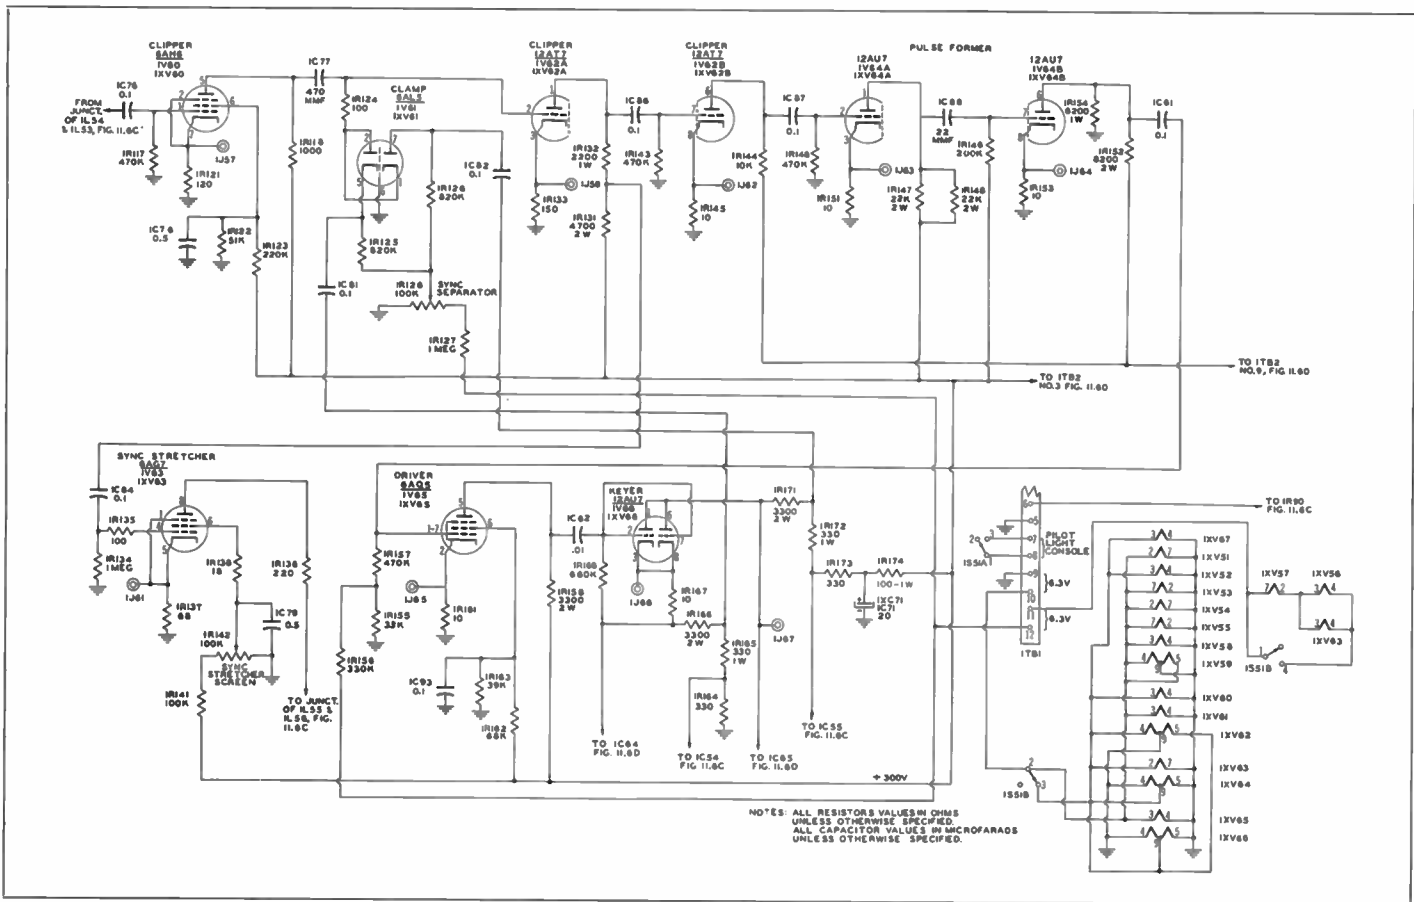 CLIPPER
6AH6
1V60
1XV60
1C75
0.1
FROM
JUNCT.
OF 1L54
& 1L53, FIG. 11.6C
1R117
470K
1J57
1R121
120
1C76
0.5
1R122
51K
1R123
220K
1C77
470
MMF
1R118
1000
1R124
100
CLAMP
6AL5
1V61
1XV61
1R126
820K
1R125
820K
1C81
0.1
1C82
0.1
1R128
100K
SYNC
SEPARATOR
1R127
1 MEG
CLIPPER
12AT7
1V62A
1XV62A
1R132
2200
1W
1J58
1R133
150
1R131
4700
2W
1C86
0.1
1R143
470K
CLIPPER
12AT7
1V62B
1XV62B
1J62
1R145
10
1R144
10K
1C87
0.1
1R146
470K
PULSE FORMER
12AU7
1V64A
1XV64A
1J63
1R151
10
1R147
22K
2W
1R148
22K
2W
1C88
22
MMF
200K
12AU7
1V64B
1XV64B
1J64
1R153
10
1R154
8200
1W
1R152
8200
2W
1C61
0.1
TO 1TB2
NO.9, FIG. 11.6D
TO 1TB2
NO.3 FIG. 11.6D
SYNC STRETCHER
6AG7
1V63
1XV63
1C84
0.1
1R135
100
1R134
1 MEG
1J61
1R137
68
1R138
18
1R136
220
1C79
0.5
1R142
100K
SYNC
STRETCHER
SCREEN
1R141
100K
TO JUNCT.
OF 1L55 &
1L56, FIG.
11.6C
DRIVER
6AQ5
1V65
1XV65
1R157
470K
1J65
1R155
33K
1R156
330K
1R161
10
1C93
0.1
1R163
39K
1R162
68K
1C62
.01
1R158
3300
2W
1R168
680K
KEYER
12AU7
1V66
1XV66
1J66
1R167
10
1R166
3300
2W
1R165
330
1W
1R164
330
1J67
1R171
3300
2W
1R172
330
1W
1R173
330
1R174
100-1W
1XC71
1C71
20
TO 1C64
FIG. 11.6D
TO 1C54
FIG 11.6C
TO 1C65
FIG. 11.6D
TO 1C55
FIG. 11.6C
+300V
NOTES: ALL RESISTORS VALUES IN OHMS
UNLESS OTHERWISE SPECIFIED.
ALL CAPACITOR VALUES IN MICROFARADS
UNLESS OTHERWISE SPECIFIED.
TO 1R90
FIG. 11.6C
PILOT
LIGHT
CONSOLE
6.3V
6.3V
1TB1
1SS1A
1SS1B
1XV67
1XV51
1XV52
1XV53
1XV54
1XV55
1XV58
1XV59
1XV60
1XV61
1XV62
1XV63
1XV64
1XV65
1XV66
1XV57
1XV56
1XV63
1SS1B